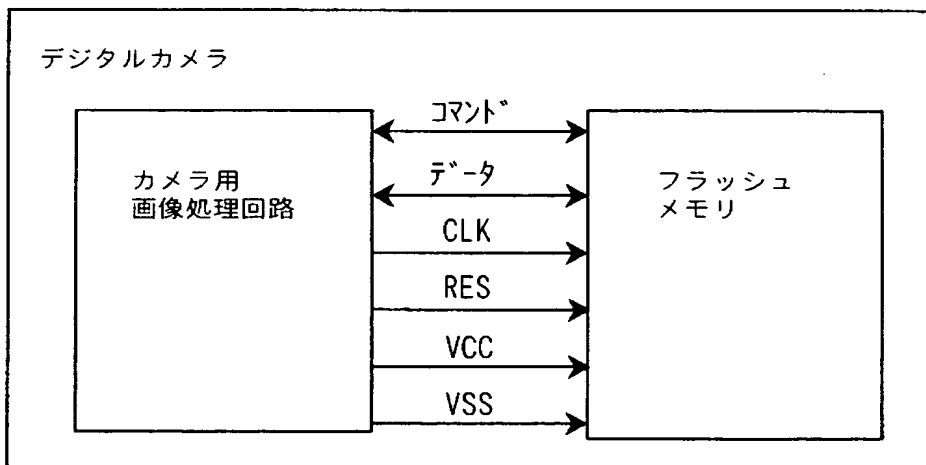 デジタルカメラ
カメラ用
画像処理回路
コマンド
データ
CLK
RES
VCC
VSS
フラッシュ
メモリ